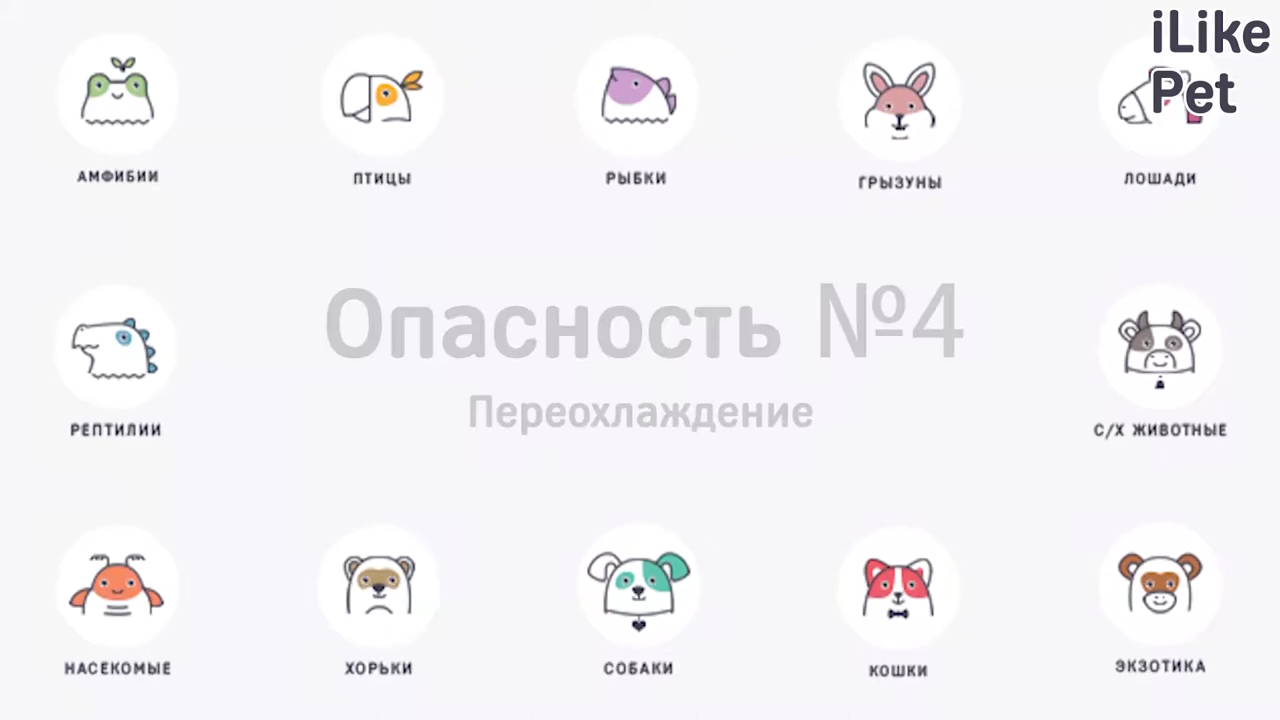 iLike
Pet
АМФИБИИ
ПТИЦЫ
РЫБКИ
ГРЫЗУНЫ
ЛОШАДИ
Опасность №4
Переохлаждение
РЕПТИЛИИ
С/Х ЖИВОТНЫЕ
НАСЕКОМЫЕ
ХОРЬКИ
СОБАКИ
КОШКИ
ЭКЗОТИКА